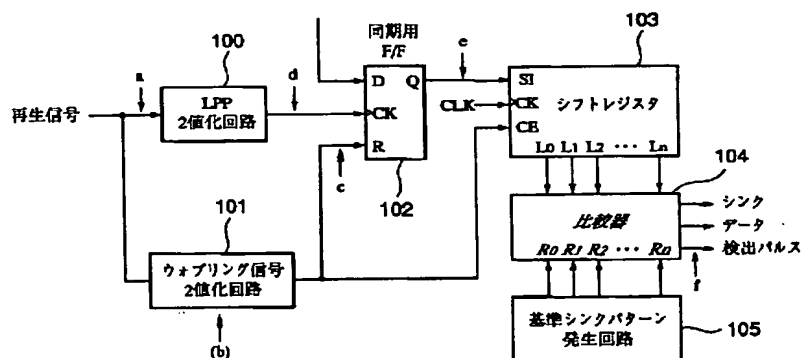 同期用
F/F
100
a
再生信号
LPP
2値化回路
d
D
Q
CK
R
c
102
e
103
SI
CLK
CK
シフトレジスタ
CE
L0 L1 L2 ・・・ Ln
104
比較器
R0 R1 R2 ・・・ Rn
シンク
データ
検出パルス
f
101
ウォブリング信号
2値化回路
(b)
基準シンクパターン
発生回路
105